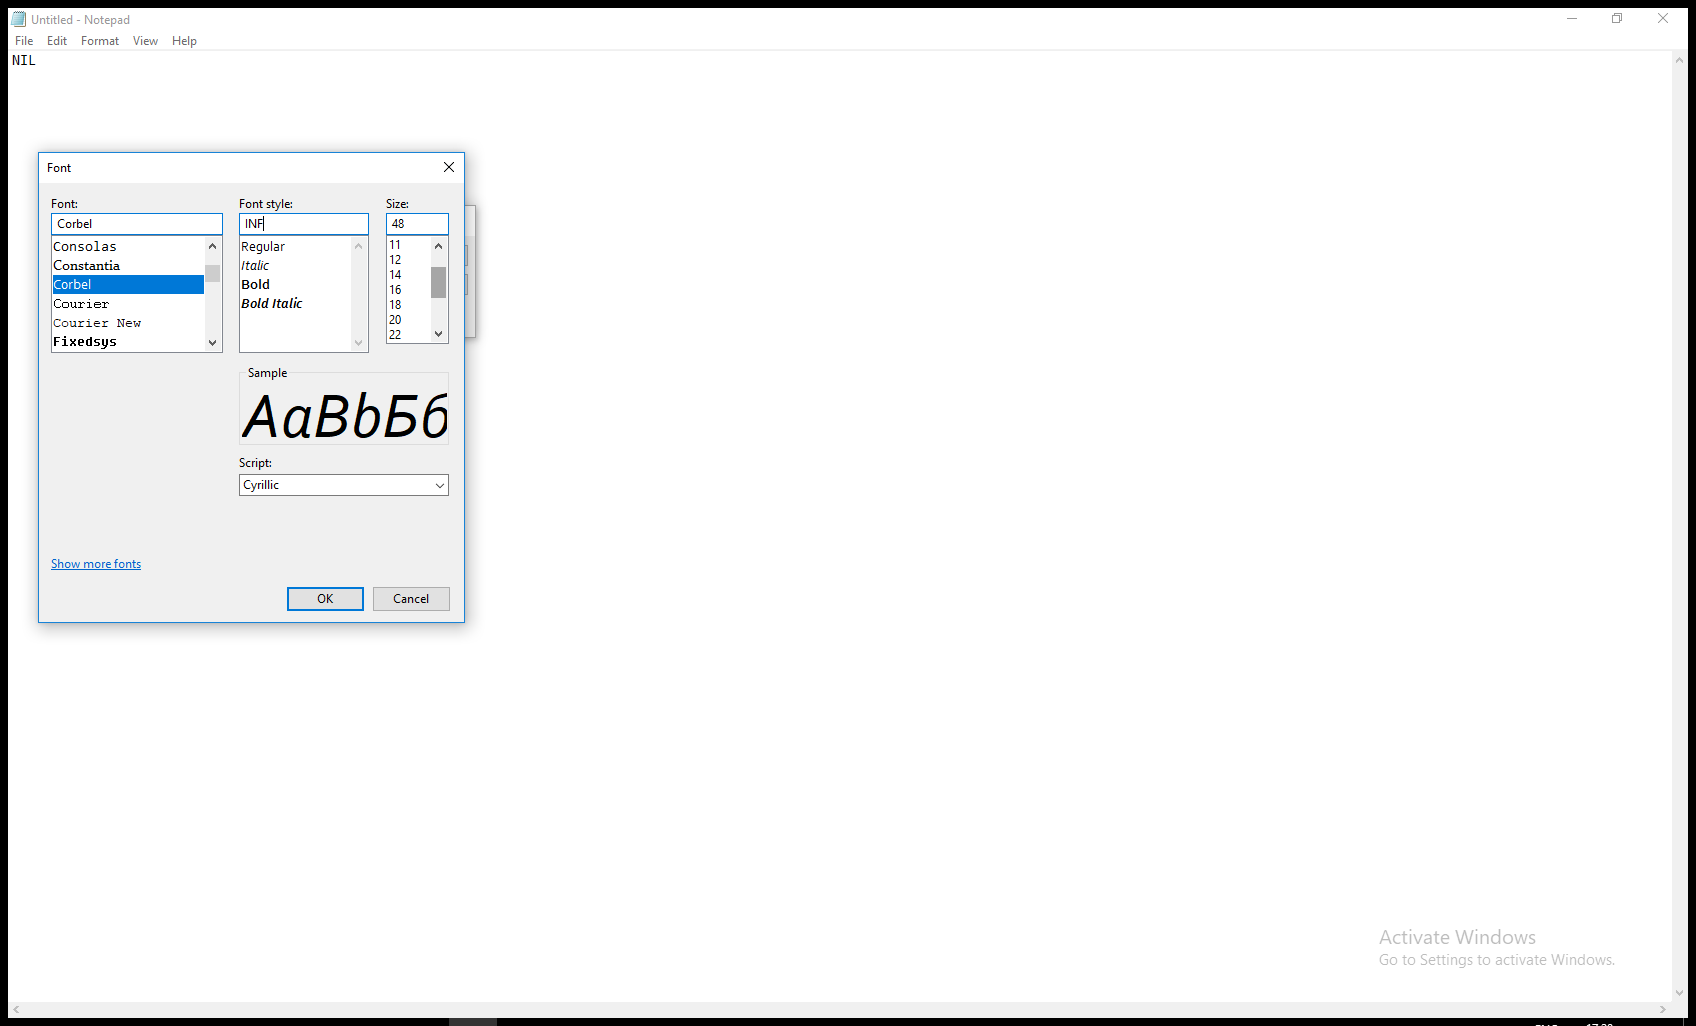 Untitled - Notepad
File Edit Format View Help
NIL
Font
Font: Font style: Size:
Corbel INF 48
Consolas Regular 11
Constantia Italic 12
Corbel Bold 14
Courier Bold Italic 16
Courier New 18
Fixedsys 20
22
Sample
AaBbБб
Script:
Cyrillic
Show more fonts
OK Cancel
Activate Windows
Go to Settings to activate Windows.